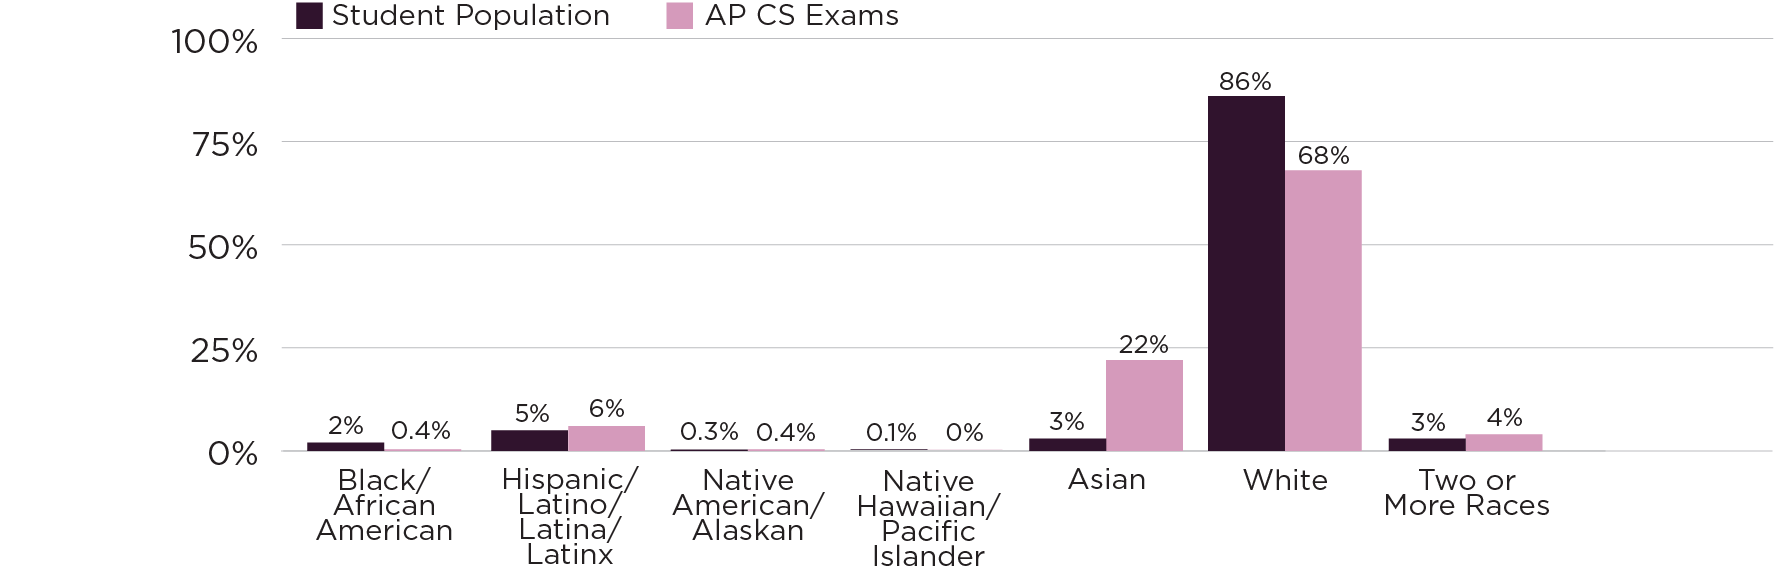 Student Population
AP CS Exams
100%
75%
50%
25%
0%
2%
0.4%
5%
6%
0.3%
0.4%
0.1%
0%
3%
22%
86%
68%
3%
4%
Black/
African
American
Hispanic/
Latino/
Latina/
Latinx
Native
American/
Alaskan
Native
Hawaiian/
Pacific
Islander
Asian
White
Two or
More Races